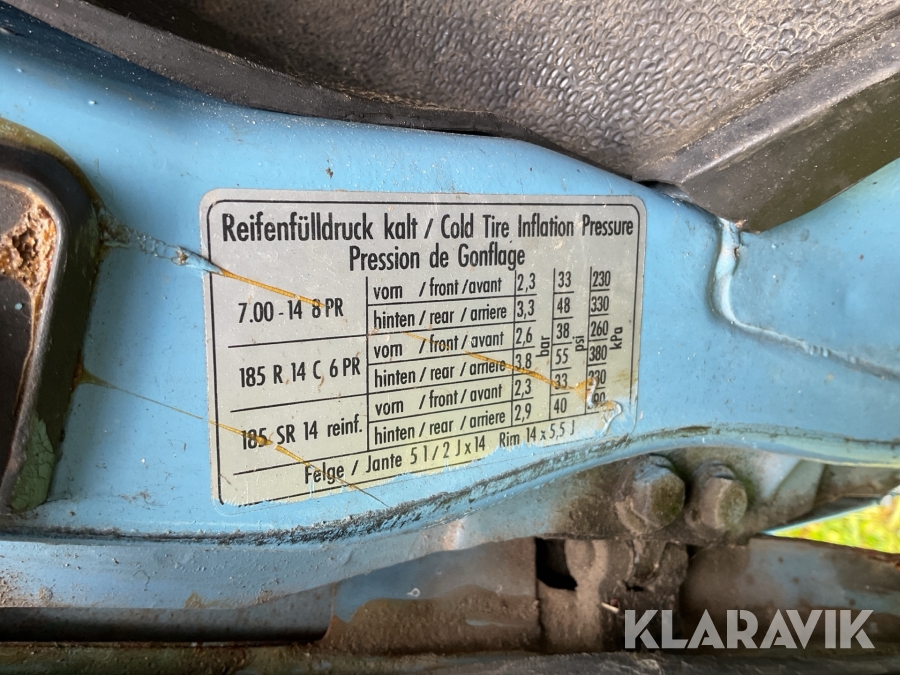 Reifenfülldruck kalt / Cold Tire Inflation Pressure
Pression de Gonflage
7.00 - 14 8 PR
vorn / front / avant 2,3 33 230
hinten / rear / arriere 3,3 48 330
185 R 14 C 6 PR
vorn / front / avant 2,6 38 260
hinten / rear / arriere 3,8 55 380
185 SR 14 reinf.
vorn / front / avant 2,3 33 230
hinten / rear / arriere 2,9 40
bar psi kPa
Felge / Jante 5 1 / 2 J x 14 Rim 14 x 5,5 J
KLARAVIK